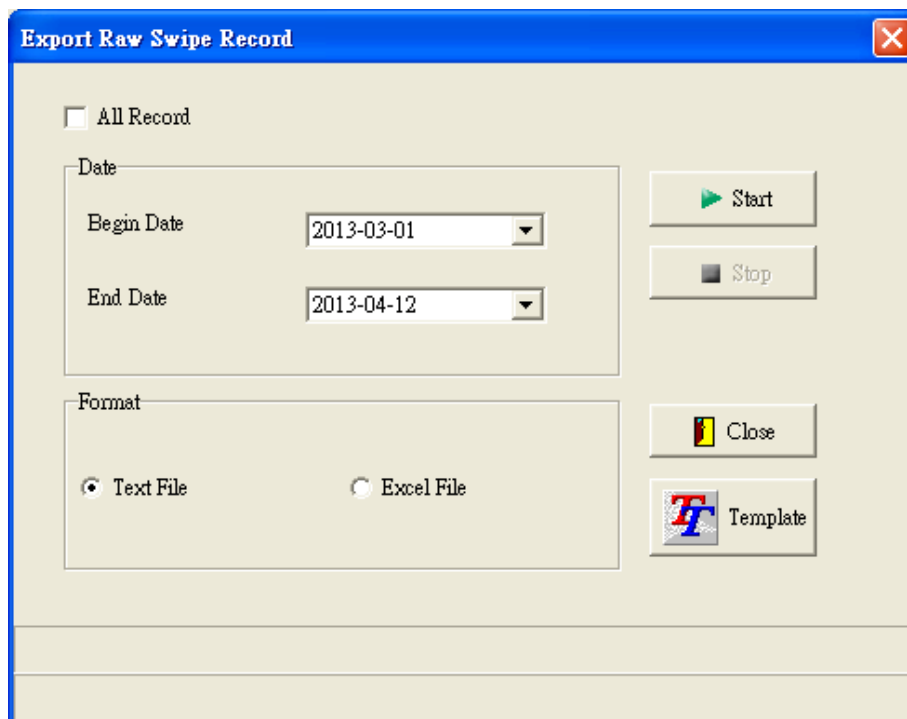 Export Raw Swipe Record
All Record
Date
Begin Date
2013-03-01
End Date
2013-04-12
Start
Stop
Format
Text File
Excel File
Close
TT
Template